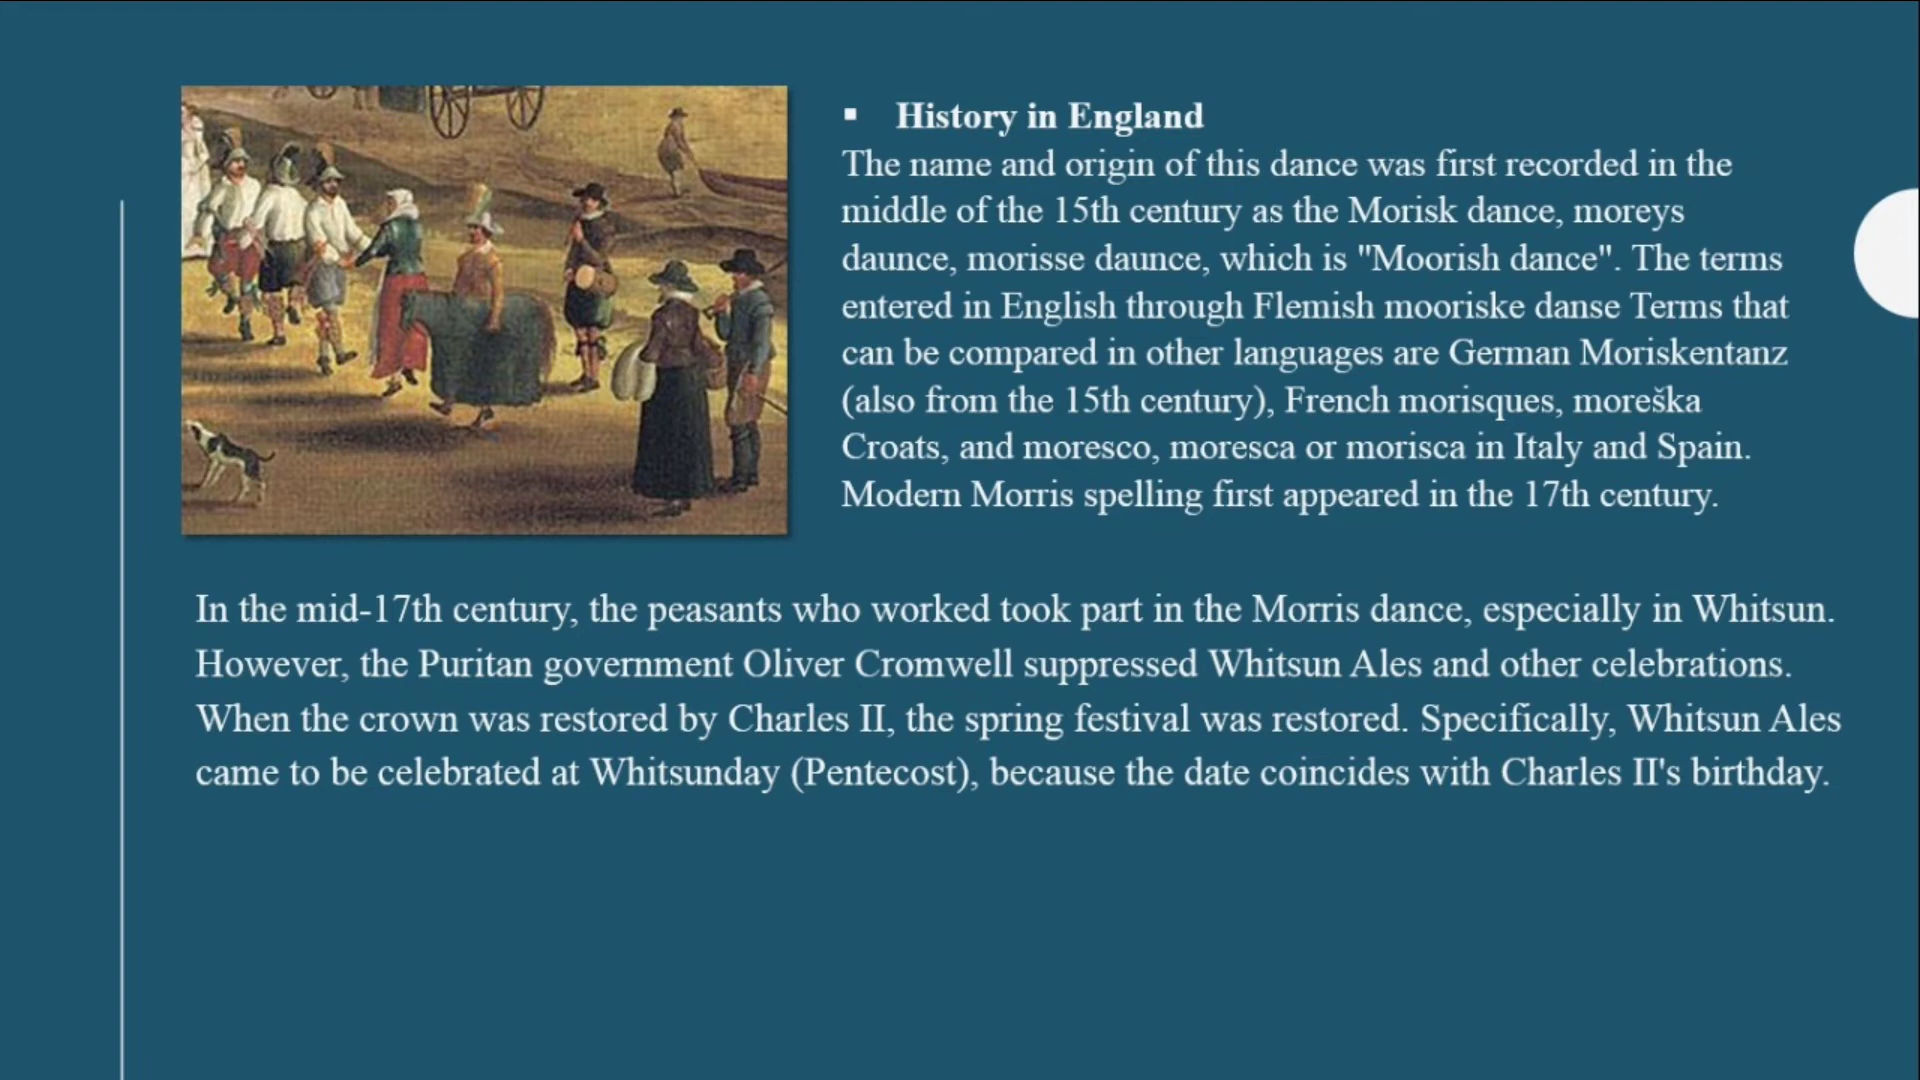 ▪ History in England
The name and origin of this dance was first recorded in the
middle of the 15th century as the Morisk dance, moreys
daunce, morisse daunce, which is "Moorish dance". The terms
entered in English through Flemish mooriske danse Terms that
can be compared in other languages are German Moriskentanz
(also from the 15th century), French morisques, moreška
Croats, and moresco, moresca or morisca in Italy and Spain.
Modern Morris spelling first appeared in the 17th century.
In the mid-17th century, the peasants who worked took part in the Morris dance, especially in Whitsun.
However, the Puritan government Oliver Cromwell suppressed Whitsun Ales and other celebrations.
When the crown was restored by Charles II, the spring festival was restored. Specifically, Whitsun Ales
came to be celebrated at Whitsunday (Pentecost), because the date coincides with Charles II's birthday.